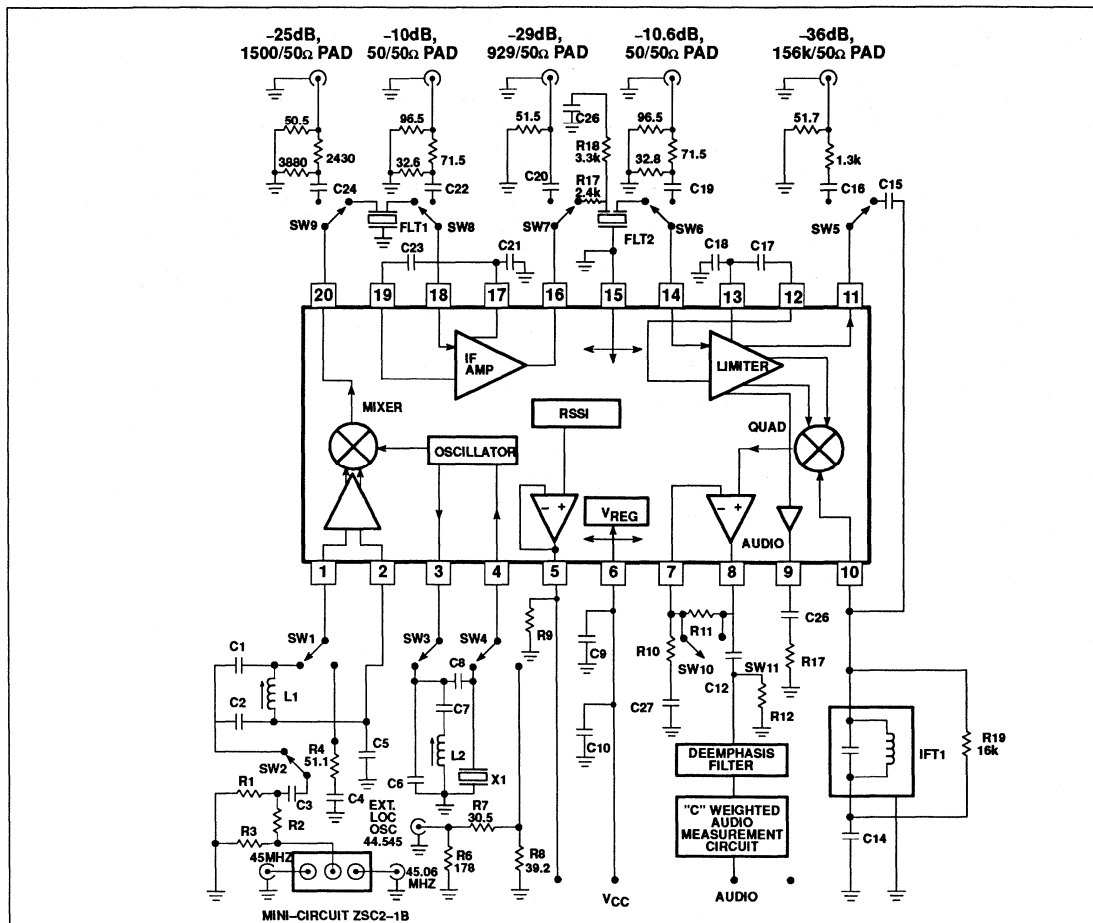 –25dB,
1500/50Ω PAD
–10dB,
50/50Ω PAD
–29dB,
929/50Ω PAD
–10.6dB,
50/50Ω PAD
–36dB,
156k/50Ω PAD
50.5
2430
3880
C24
96.5
71.5
32.6
C22
51.5
C20
C26
R18
3.3k
R17
2.4k
96.5
71.5
32.8
C19
51.7
1.3k
C16
C15
SW9
FLT1
SW8
SW7
FLT2
SW6
SW5
C23
C21
C18
C17
20
19
18
17
16
15
14
13
12
11
IF
AMP
LIMITER
MIXER
RSSI
QUAD
OSCILLATOR
– +
VREG
– +
AUDIO
1
2
3
4
5
6
7
8
9
10
SW1
C1
L1
C2
SW2
R4
51.1
C5
R1
C3
C4
R2
R3
45MHZ
45.06
MHZ
MINI–CIRCUIT ZSC2–1B
SW3
SW4
C8
C7
L2
C6
X1
EXT.
LOC
OSC
44.545
R7
30.5
R6
178
R8
39.2
R9
C9
C10
VCC
R11
R10
SW10
SW11
C12
R12
C27
C26
R17
DEEMPHASIS
FILTER
"C" WEIGHTED
AUDIO
MEASUREMENT
CIRCUIT
AUDIO
IFT1
R19
16k
C14